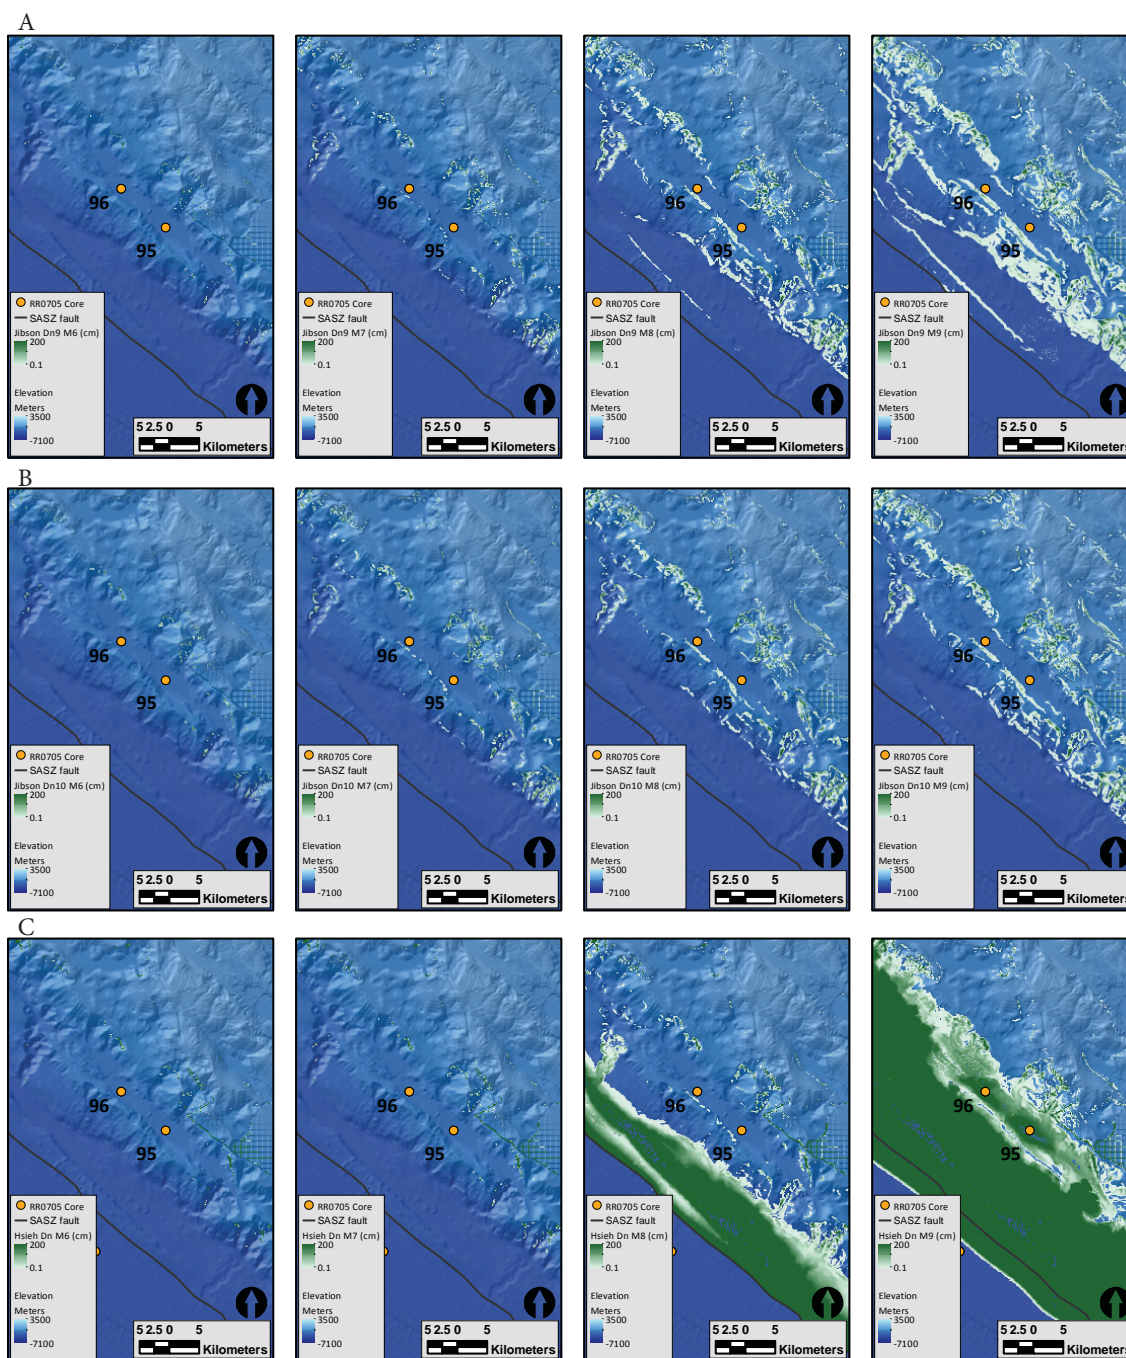 A
96
95
RR0705 Core
SASZ fault
Jibson Dn9 M6 (cm)
200
0.1
Elevation
Meters
3500
-7100
5 2.5 0 5
Kilometers
96
95
RR0705 Core
SASZ fault
Jibson Dn9 M7 (cm)
200
0.1
Elevation
Meters
3500
-7100
5 2.5 0 5
Kilometers
96
95
RR0705 Core
SASZ fault
Jibson Dn9 M8 (cm)
200
0.1
Elevation
Meters
3500
-7100
5 2.5 0 5
Kilometers
96
95
RR0705 Core
SASZ fault
Jibson Dn9 M9 (cm)
200
0.1
Elevation
Meters
3500
-7100
5 2.5 0 5
Kilometers
B
96
95
RR0705 Core
SASZ fault
Jibson Dn10 M6 (cm)
200
0.1
Elevation
Meters
3500
-7100
5 2.5 0 5
Kilometers
96
95
RR0705 Core
SASZ fault
Jibson Dn10 M7 (cm)
200
0.1
Elevation
Meters
3500
-7100
5 2.5 0 5
Kilometers
96
95
RR0705 Core
SASZ fault
Jibson Dn10 M8 (cm)
200
0.1
Elevation
Meters
3500
-7100
5 2.5 0 5
Kilometers
96
95
RR0705 Core
SASZ fault
Jibson Dn10 M9 (cm)
200
0.1
Elevation
Meters
3500
-7100
5 2.5 0 5
Kilometers
C
96
95
RR0705 Core
SASZ fault
Hsieh Dn M6 (cm)
200
0.1
Elevation
Meters
3500
-7100
5 2.5 0 5
Kilometers
96
95
RR0705 Core
SASZ fault
Hsieh Dn M7 (cm)
200
0.1
Elevation
Meters
3500
-7100
5 2.5 0 5
Kilometers
96
95
RR0705 Core
SASZ fault
Hsieh Dn M8 (cm)
200
0.1
Elevation
Meters
3500
-7100
5 2.5 0 5
Kilometers
96
95
RR0705 Core
SASZ fault
Hsieh Dn M9 (cm)
200
0.1
Elevation
Meters
3500
-7100
5 2.5 0 5
Kilometers